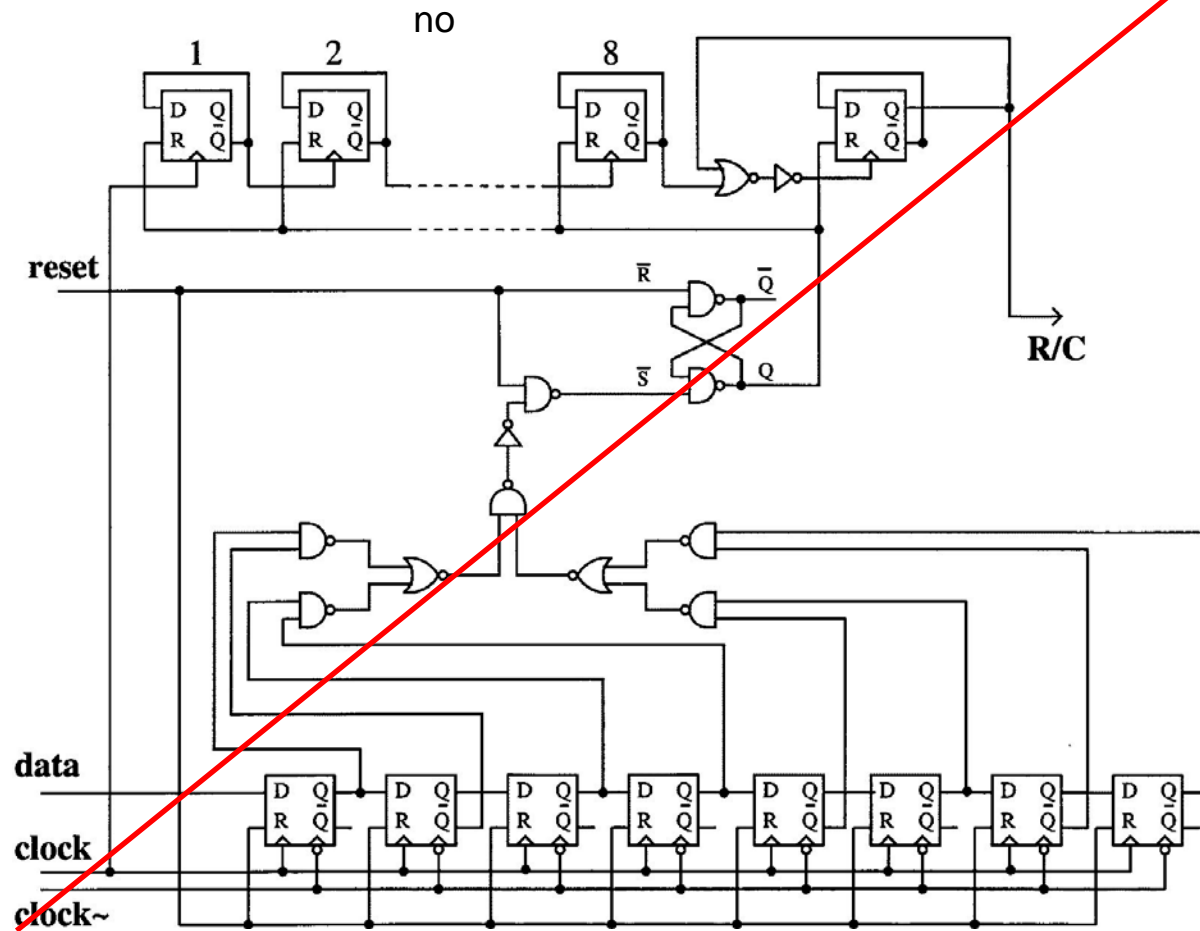 no
1 2 8
D Q D Q D Q D Q
R Q̅ R Q̅ R Q̅ R Q̅
reset
R̅ Q̅
R/C
S̅ Q
data
D Q D Q D Q D Q D Q D Q D Q D Q
R Q̅ R Q̅ R Q̅ R Q̅ R Q̅ R Q̅ R Q̅ R Q̅
clock
clock~